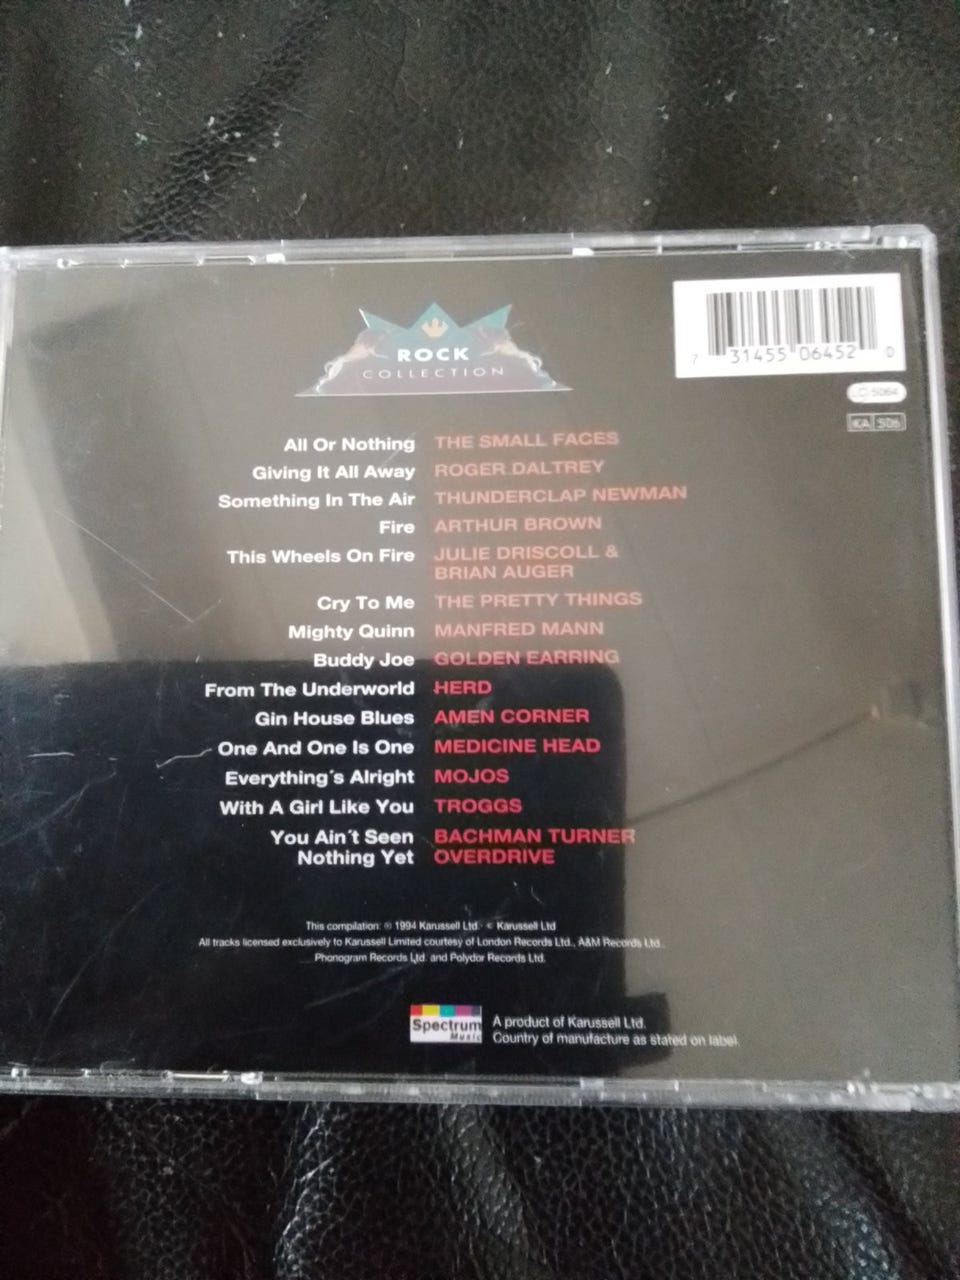 ROCK
COLLECTION
7 31455 06452 0
LC 5064
KA 506
All Or Nothing THE SMALL FACES
Giving It All Away ROGER DALTREY
Something In The Air THUNDERCLAP NEWMAN
Fire ARTHUR BROWN
This Wheels On Fire JULIE DRISCOLL &
BRIAN AUGER
Cry To Me THE PRETTY THINGS
Mighty Quinn MANFRED MANN
Buddy Joe GOLDEN EARRING
From The Underworld HERD
Gin House Blues AMEN CORNER
One And One Is One MEDICINE HEAD
Everything´s Alright MOJOS
With A Girl Like You TROGGS
You Ain´t Seen BACHMAN TURNER
Nothing Yet OVERDRIVE
This compilation: ℗ 1994 Karussell Ltd · © Karussell Ltd
All tracks licensed exclusively to Karussell Limited courtesy of London Records Ltd., A&M Records Ltd.,
Phonogram Records Ltd. and Polydor Records Ltd.
Spectrum
Music
A product of Karussell Ltd.
Country of manufacture as stated on label.